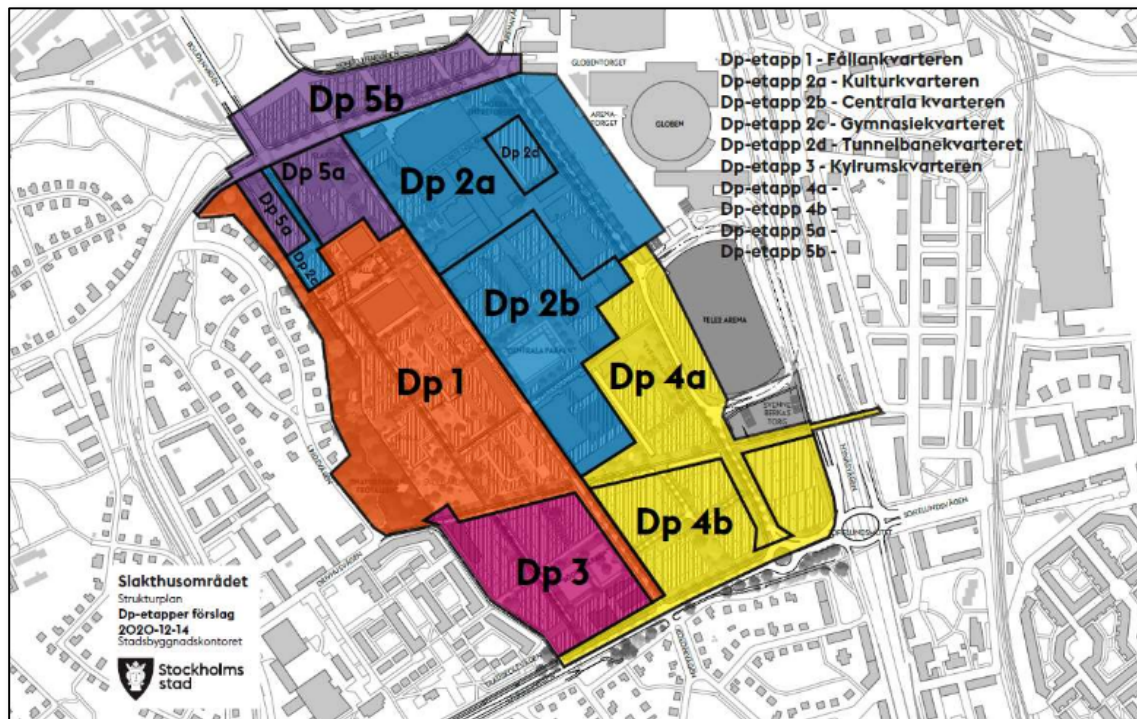 Dp-etapp 1 - Fållankvarteren
Dp-etapp 2a - Kulturkvarteren
Dp-etapp 2b - Centrala kvarteren
Dp-etapp 2c - Gymnasiekvarteret
Dp-etapp 2d - Tunnelbanekvarteret
Dp-etapp 3 - Kylrumskvarteren
Dp-etapp 4a -
Dp-etapp 4b -
Dp-etapp 5a -
Dp-etapp 5b -
GLOBENTORGET
ARENA-
TORGET
GLOBEN
Dp 5b
Dp 2d
Dp 5a
Dp 2a
Dp 5a
Dp 2c
Dp 2b
TELE2 ARENA
Dp 1
Dp 4a
Dp 4b
SOFIELUNDSVÄGEN
Dp 3
Slakthusområdet
Strukturplan
Dp-etapper förslag
2020-12-14
Stadsbyggnadskontoret
Stockholms
stad